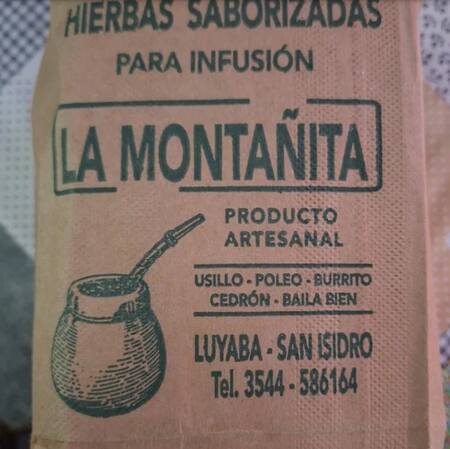 HIERBAS SABORIZADAS
PARA INFUSIÓN
LA MONTAÑITA
PRODUCTO
ARTESANAL
USILLO - POLEO - BURRITO
CEDRÓN - BAILA BIEN
LUYABA - SAN ISIDRO
Tel. 3544 - 586164